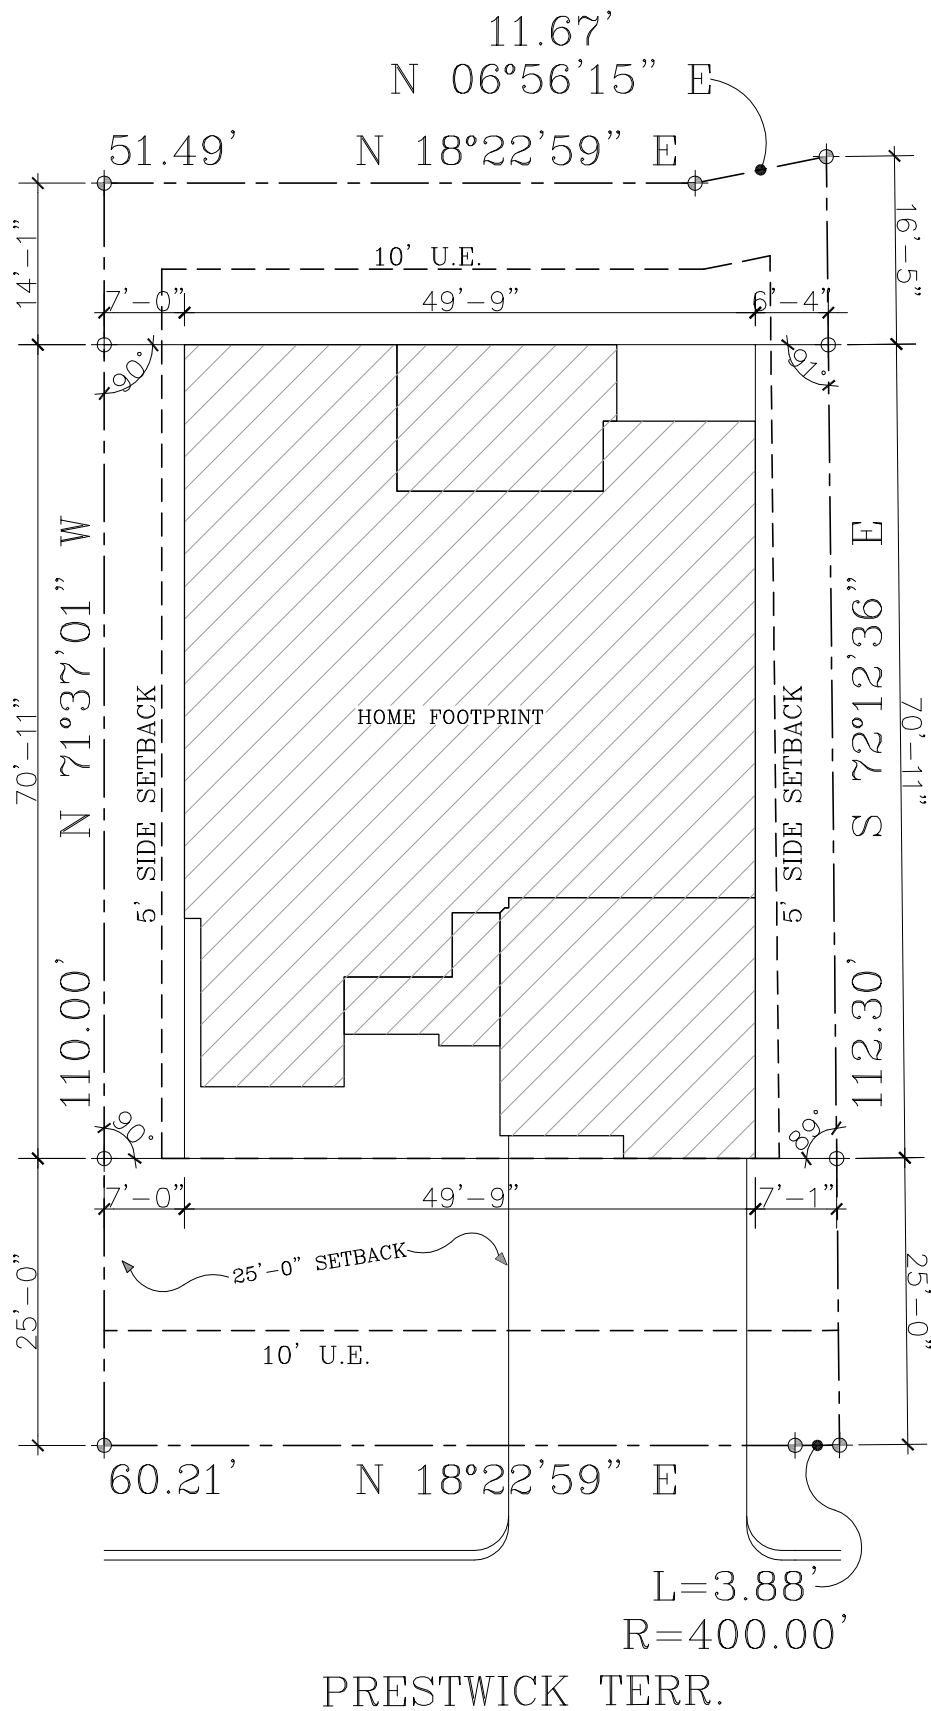 11.67'
N 06°56'15" E
51.49' N 18°22'59" E
14'-1"
16'-5"
10' U.E.
7'-0" 49'-9" 6'-4"
90° 91°
N 71°37'01" W
110.00'
S 72°12'36" E
112.30'
70'-11"
70'-11"
5' SIDE SETBACK
5' SIDE SETBACK
HOME FOOTPRINT
90° 89°
7'-0" 49'-9" 7'-1"
25'-0"
25'-0"
25'-0" SETBACK
10' U.E.
60.21' N 18°22'59" E
L=3.88'
R=400.00'
PRESTWICK TERR.